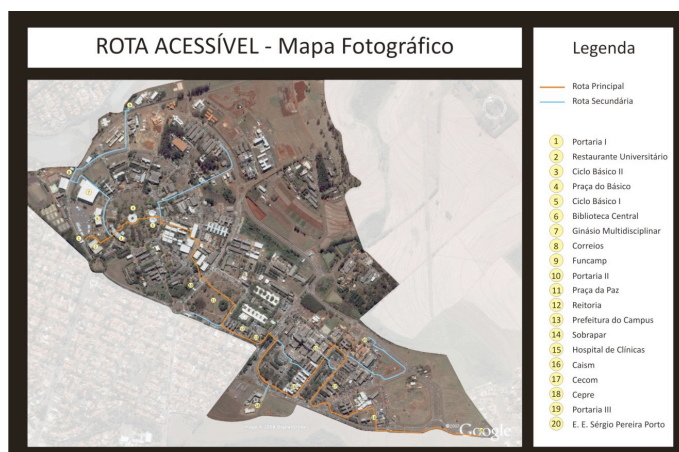 ROTA ACESSÍVEL - Mapa Fotográfico
Legenda
Rota Principal
Rota Secundária
1 Portaria I
2 Restaurante Universitário
3 Ciclo Básico II
4 Praça do Básico
5 Ciclo Básico I
6 Biblioteca Central
7 Ginásio Multidisciplinar
8 Correios
9 Funcamp
10 Portaria II
11 Praça da Paz
12 Reitoria
13 Prefeitura do Campus
14 Sobrapar
15 Hospital de Clínicas
16 Caism
17 Cecom
18 Cepre
19 Portaria III
20 E. E. Sérgio Pereira Porto
Google